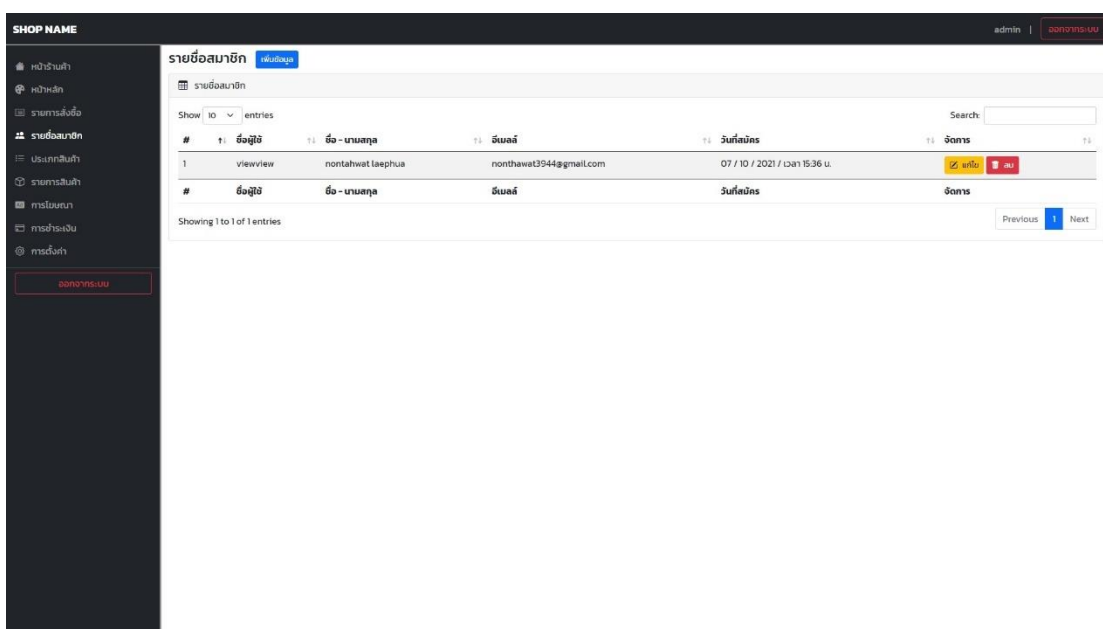 SHOP NAME
admin | ออกจากระบบ
หน้าร้านค้า
หน้าหลัก
รายการสั่งซื้อ
รายชื่อสมาชิก
ประเภทสินค้า
รายการสินค้า
การโฆษณา
การชำระเงิน
การตั้งค่า
ออกจากระบบ
รายชื่อสมาชิก เพิ่มข้อมูล
รายชื่อสมาชิก
Show 10 entries Search:
# ชื่อผู้ใช้ ชื่อ - นามสกุล อีเมลล์ วันที่สมัคร จัดการ
1 viewview nontahwat laephua nonthawat3944@gmail.com 07 / 10 / 2021 / เวลา 15:36 น. แก้ไข ลบ
# ชื่อผู้ใช้ ชื่อ - นามสกุล อีเมลล์ วันที่สมัคร จัดการ
Showing 1 to 1 of 1 entries Previous 1 Next